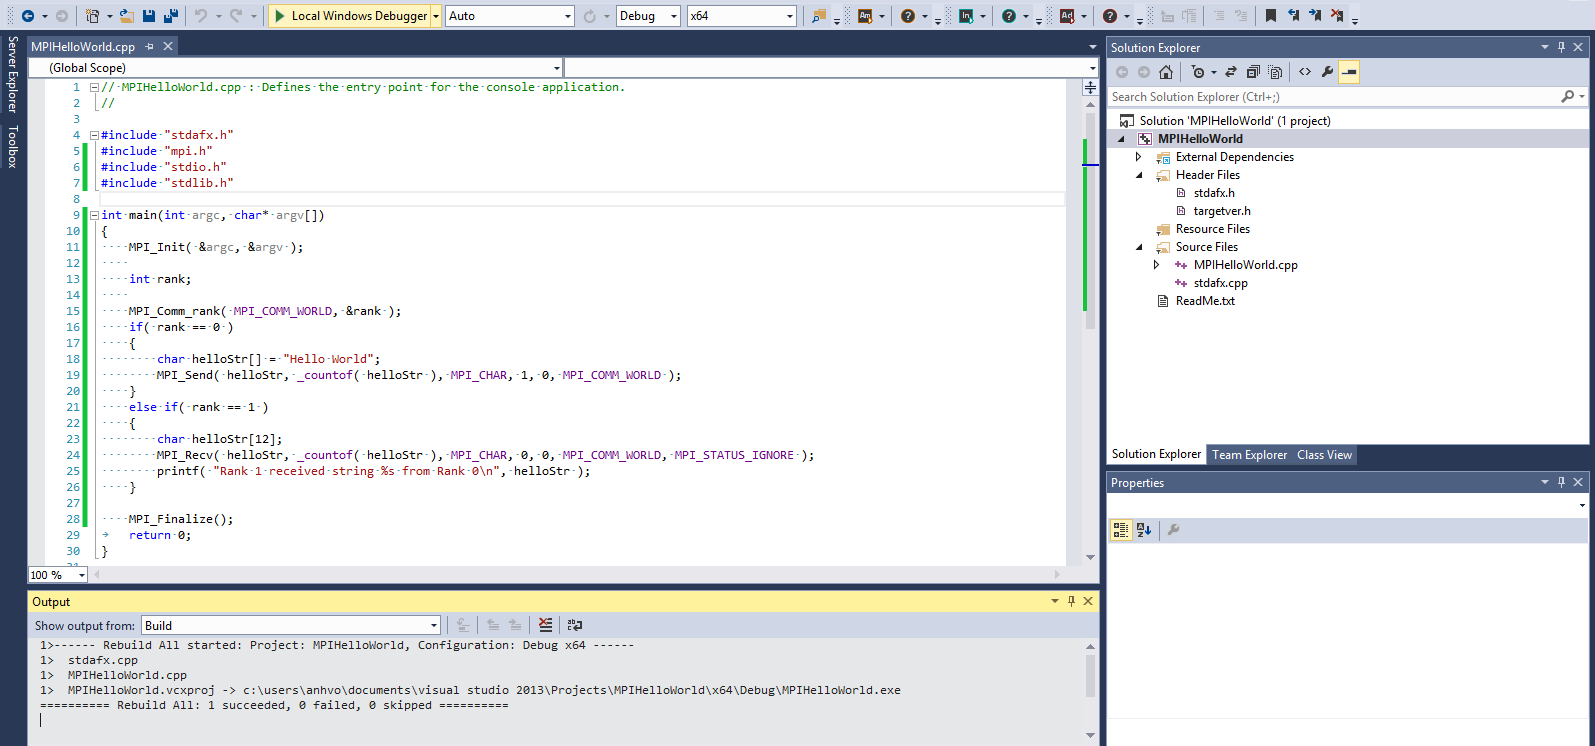 Local Windows Debugger
Auto
Debug
x64
Am
In
Ad
Server Explorer
Toolbox
MPIHelloWorld.cpp
(Global Scope)
1 // MPIHelloWorld.cpp : Defines the entry point for the console application.
2 //
3
4 #include "stdafx.h"
5 #include "mpi.h"
6 #include "stdio.h"
7 #include "stdlib.h"
8
9 int main(int argc, char* argv[])
10 {
11 MPI_Init( &argc, &argv );
12
13 int rank;
14
15 MPI_Comm_rank( MPI_COMM_WORLD, &rank );
16 if( rank == 0 )
17 {
18 char helloStr[] = "Hello World";
19 MPI_Send( helloStr, _countof( helloStr ), MPI_CHAR, 1, 0, MPI_COMM_WORLD );
20 }
21 else if( rank == 1 )
22 {
23 char helloStr[12];
24 MPI_Recv( helloStr, _countof( helloStr ), MPI_CHAR, 0, 0, MPI_COMM_WORLD, MPI_STATUS_IGNORE );
25 printf( "Rank 1 received string %s from Rank 0\n", helloStr );
26 }
27
28 MPI_Finalize();
29 return 0;
30 }
100 %
Output
Show output from: Build
1>------ Rebuild All started: Project: MPIHelloWorld, Configuration: Debug x64 ------
1> stdafx.cpp
1> MPIHelloWorld.cpp
1> MPIHelloWorld.vcxproj -> c:\users\anhvo\documents\visual studio 2013\Projects\MPIHelloWorld\x64\Debug\MPIHelloWorld.exe
========== Rebuild All: 1 succeeded, 0 failed, 0 skipped ==========
Solution Explorer
Search Solution Explorer (Ctrl+;)
Solution 'MPIHelloWorld' (1 project)
MPIHelloWorld
External Dependencies
Header Files
stdafx.h
targetver.h
Resource Files
Source Files
MPIHelloWorld.cpp
stdafx.cpp
ReadMe.txt
Solution Explorer Team Explorer Class View
Properties